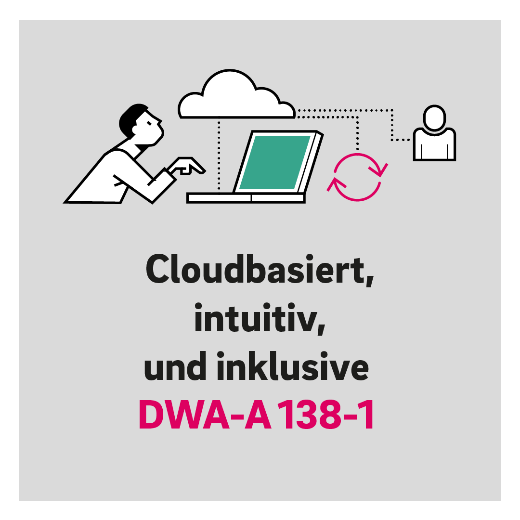 Cloudbasiert,
intuitiv,
und inklusive
DWA-A 138-1